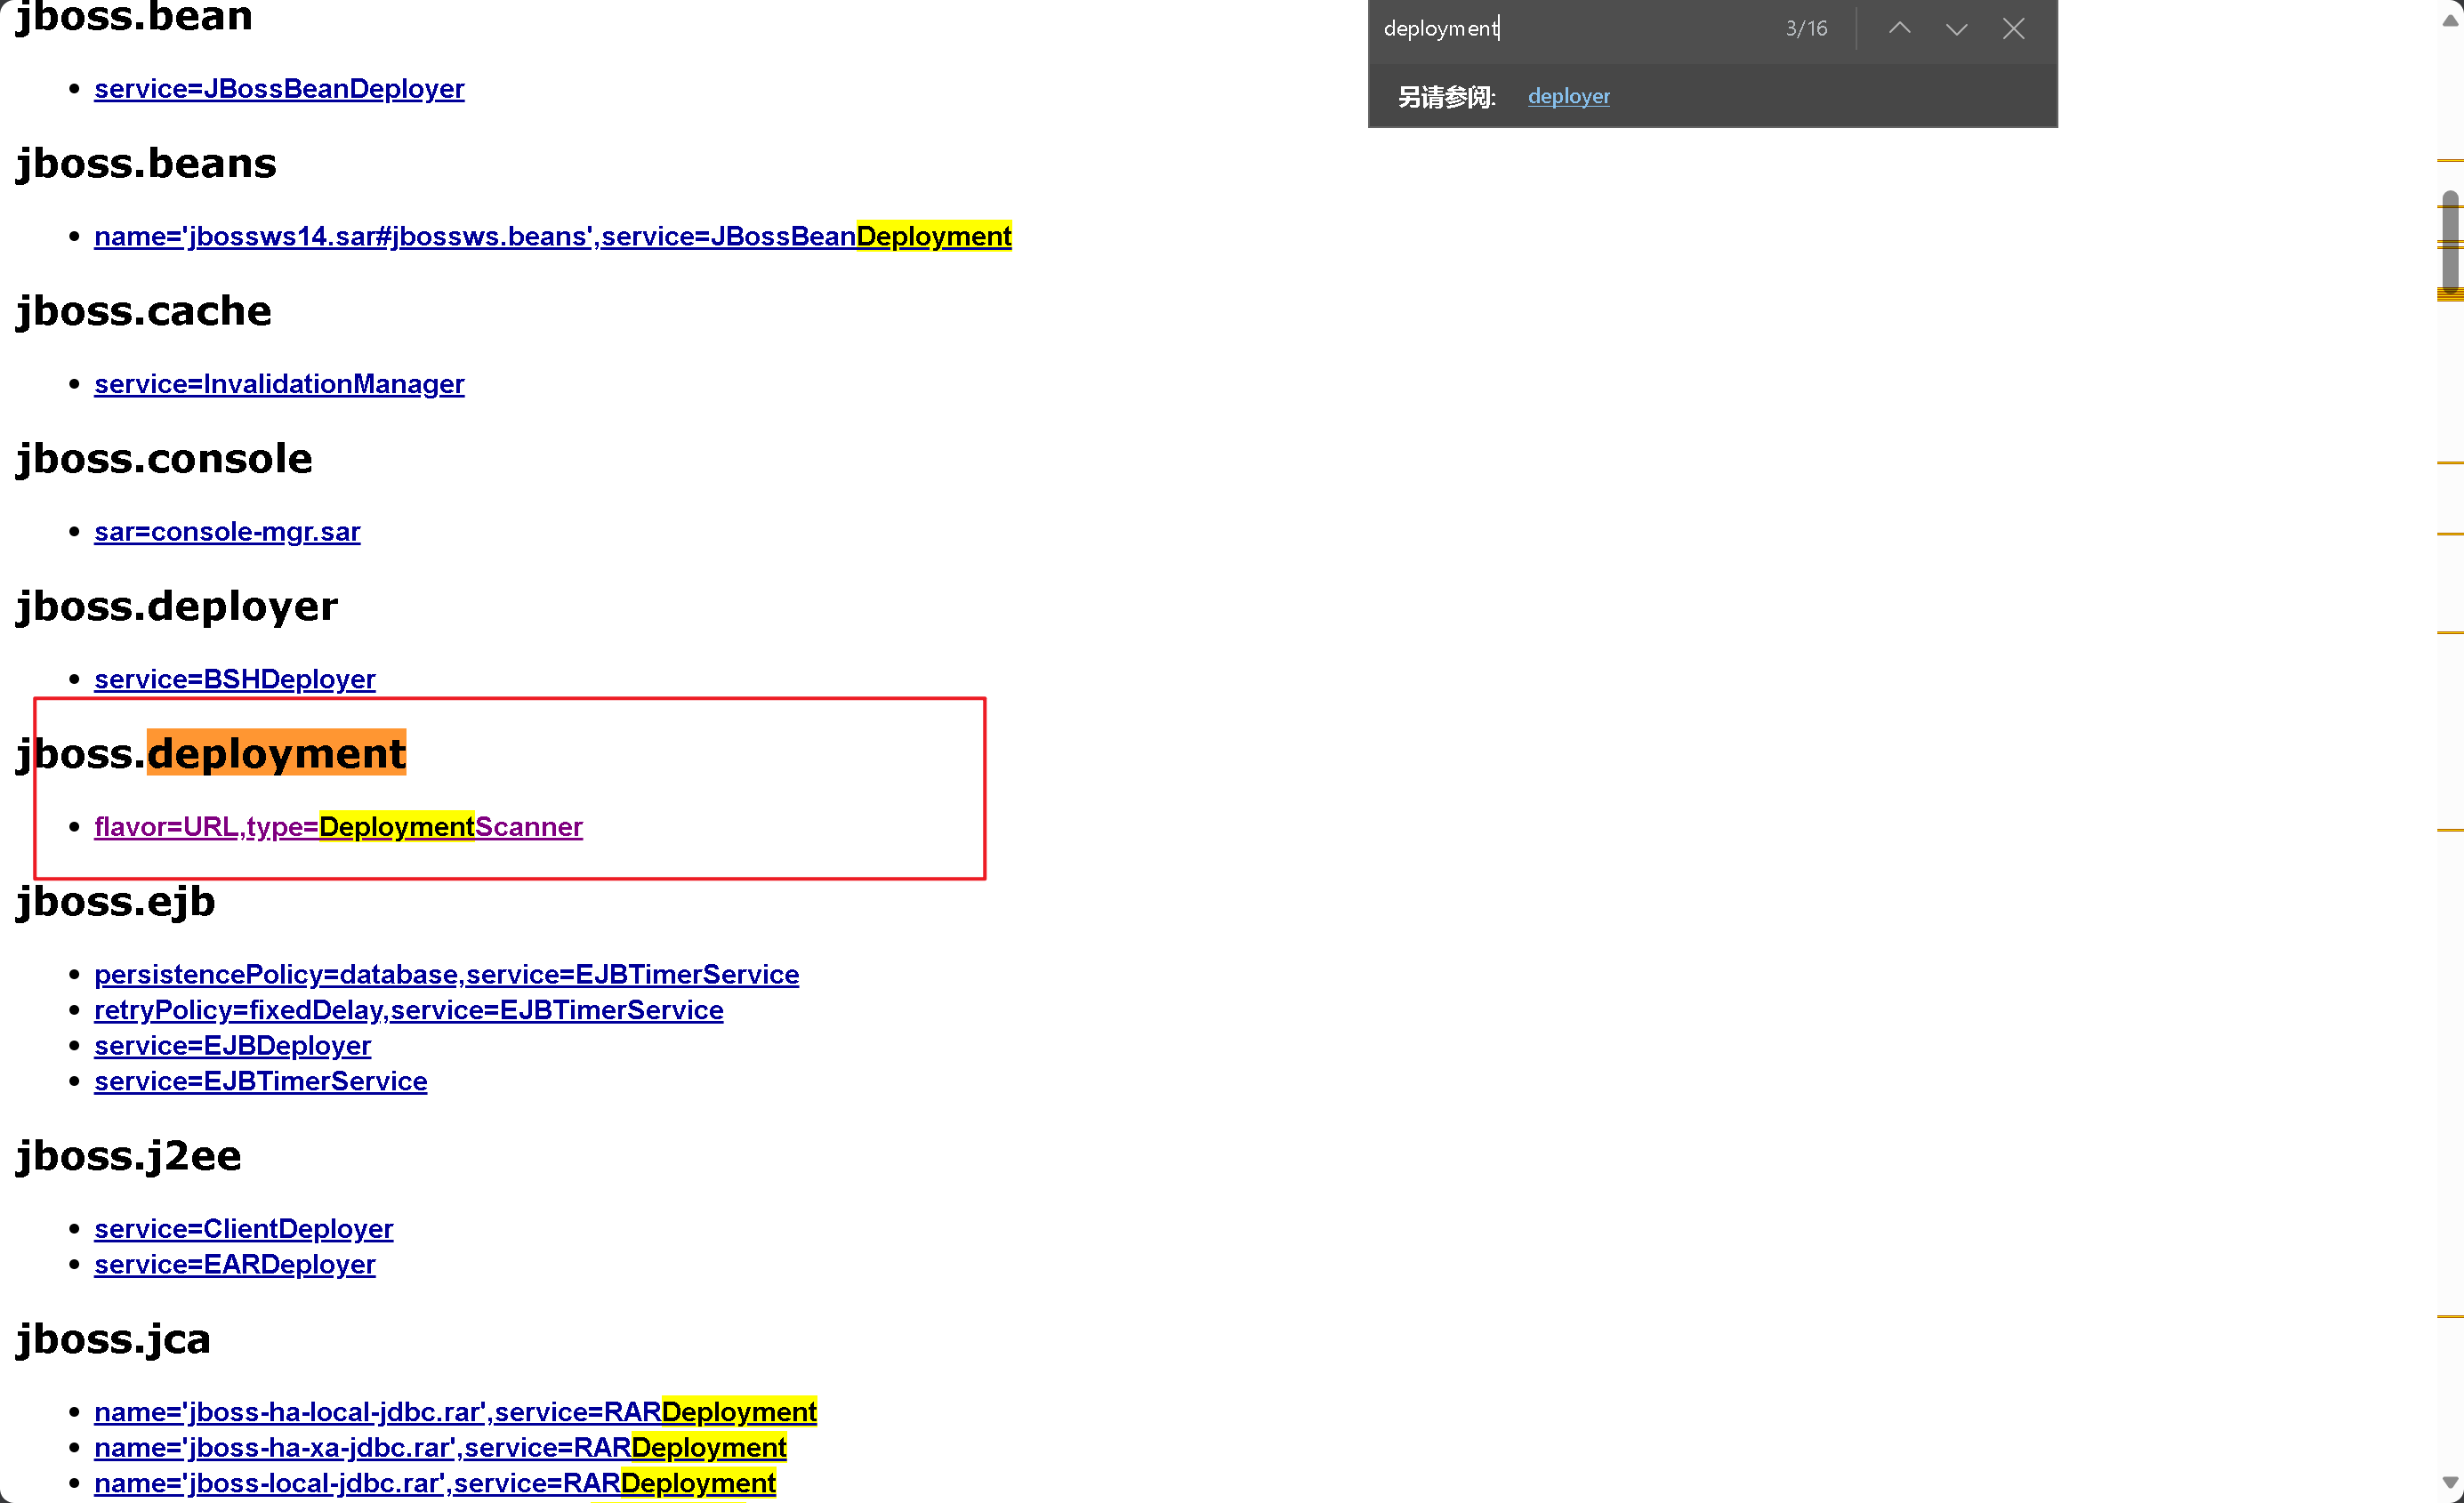 jboss.bean
service=JBossBeanDeployer
jboss.beans
name='jbossws14.sar#jbossws.beans',service=JBossBeanDeployment
jboss.cache
service=InvalidationManager
jboss.console
sar=console-mgr.sar
jboss.deployer
service=BSHDeployer
jboss.deployment
flavor=URL,type=DeploymentScanner
jboss.ejb
persistencePolicy=database,service=EJBTimerService
retryPolicy=fixedDelay,service=EJBTimerService
service=EJBDeployer
service=EJBTimerService
jboss.j2ee
service=ClientDeployer
service=EARDeployer
jboss.jca
name='jboss-ha-local-jdbc.rar',service=RARDeployment
name='jboss-ha-xa-jdbc.rar',service=RARDeployment
name='jboss-local-jdbc.rar',service=RARDeployment
deployment 3/16
另请参阅: deployer